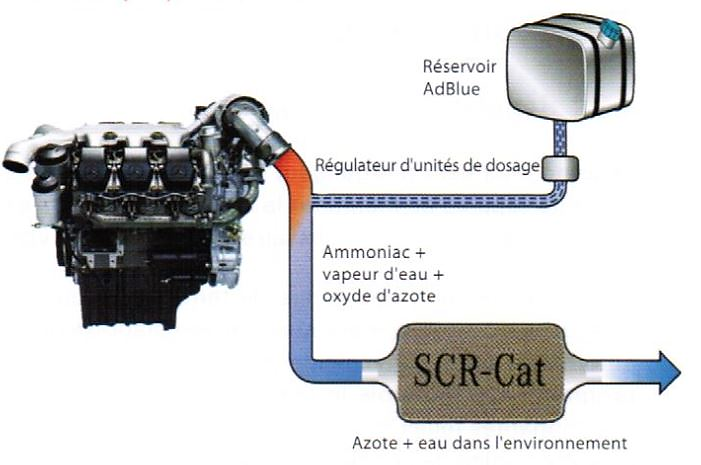 Réservoir
AdBlue
Régulateur d'unités de dosage
Ammoniac +
vapeur d'eau +
oxyde d'azote
SCR-Cat
Azote + eau dans l'environnement